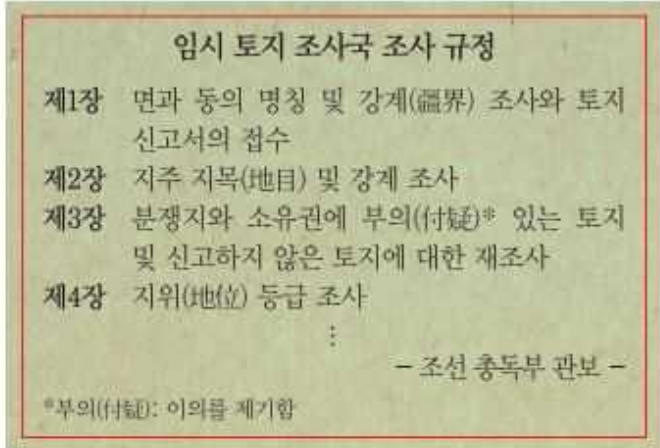 임시 토지 조사국 조사 규정
제1장 면과 동의 명칭 및 강계(疆界) 조사와 토지
신고서의 접수
제2장 지주 지목(地目) 및 강계 조사
제3장 분쟁지와 소유권에 부의(付疑)* 있는 토지
및 신고하지 않은 토지에 대한 재조사
제4장 지위(地位) 등급 조사
⋮
- 조선 총독부 관보 -
*부의(付疑): 이의를 제기함